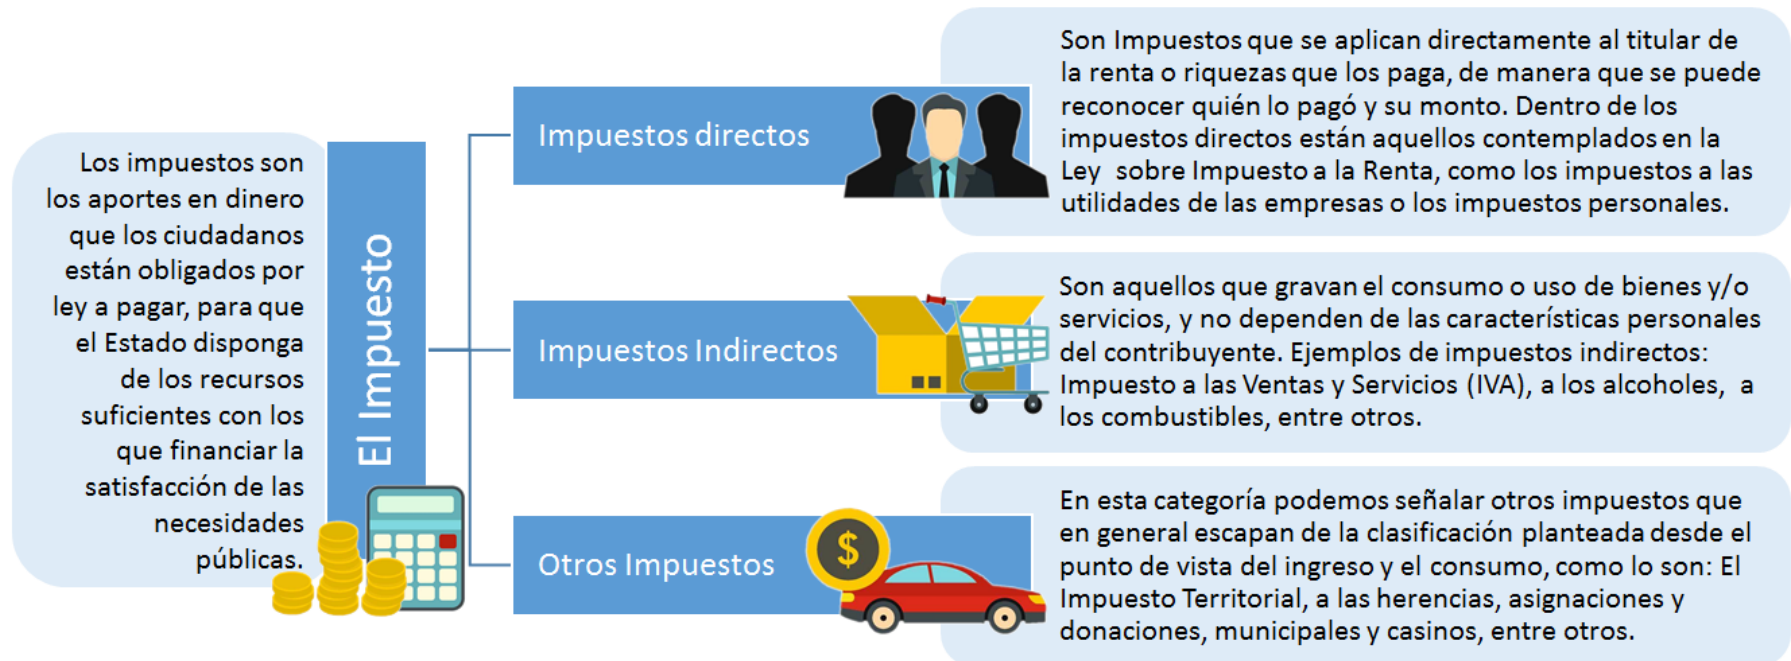 Los impuestos son
los aportes en dinero
que los ciudadanos
están obligados por
ley a pagar, para que
el Estado disponga
de los recursos
suficientes con los
que financiar la
satisfacción de las
necesidades
públicas.
El Impuesto
Impuestos directos
Son Impuestos que se aplican directamente al titular de
la renta o riquezas que los paga, de manera que se puede
reconocer quién lo pagó y su monto. Dentro de los
impuestos directos están aquellos contemplados en la
Ley sobre Impuesto a la Renta, como los impuestos a las
utilidades de las empresas o los impuestos personales.
Impuestos Indirectos
Son aquellos que gravan el consumo o uso de bienes y/o
servicios, y no dependen de las características personales
del contribuyente. Ejemplos de impuestos indirectos:
Impuesto a las Ventas y Servicios (IVA), a los alcoholes, a
los combustibles, entre otros.
Otros Impuestos
$
En esta categoría podemos señalar otros impuestos que
en general escapan de la clasificación planteada desde el
punto de vista del ingreso y el consumo, como lo son: El
Impuesto Territorial, a las herencias, asignaciones y
donaciones, municipales y casinos, entre otros.